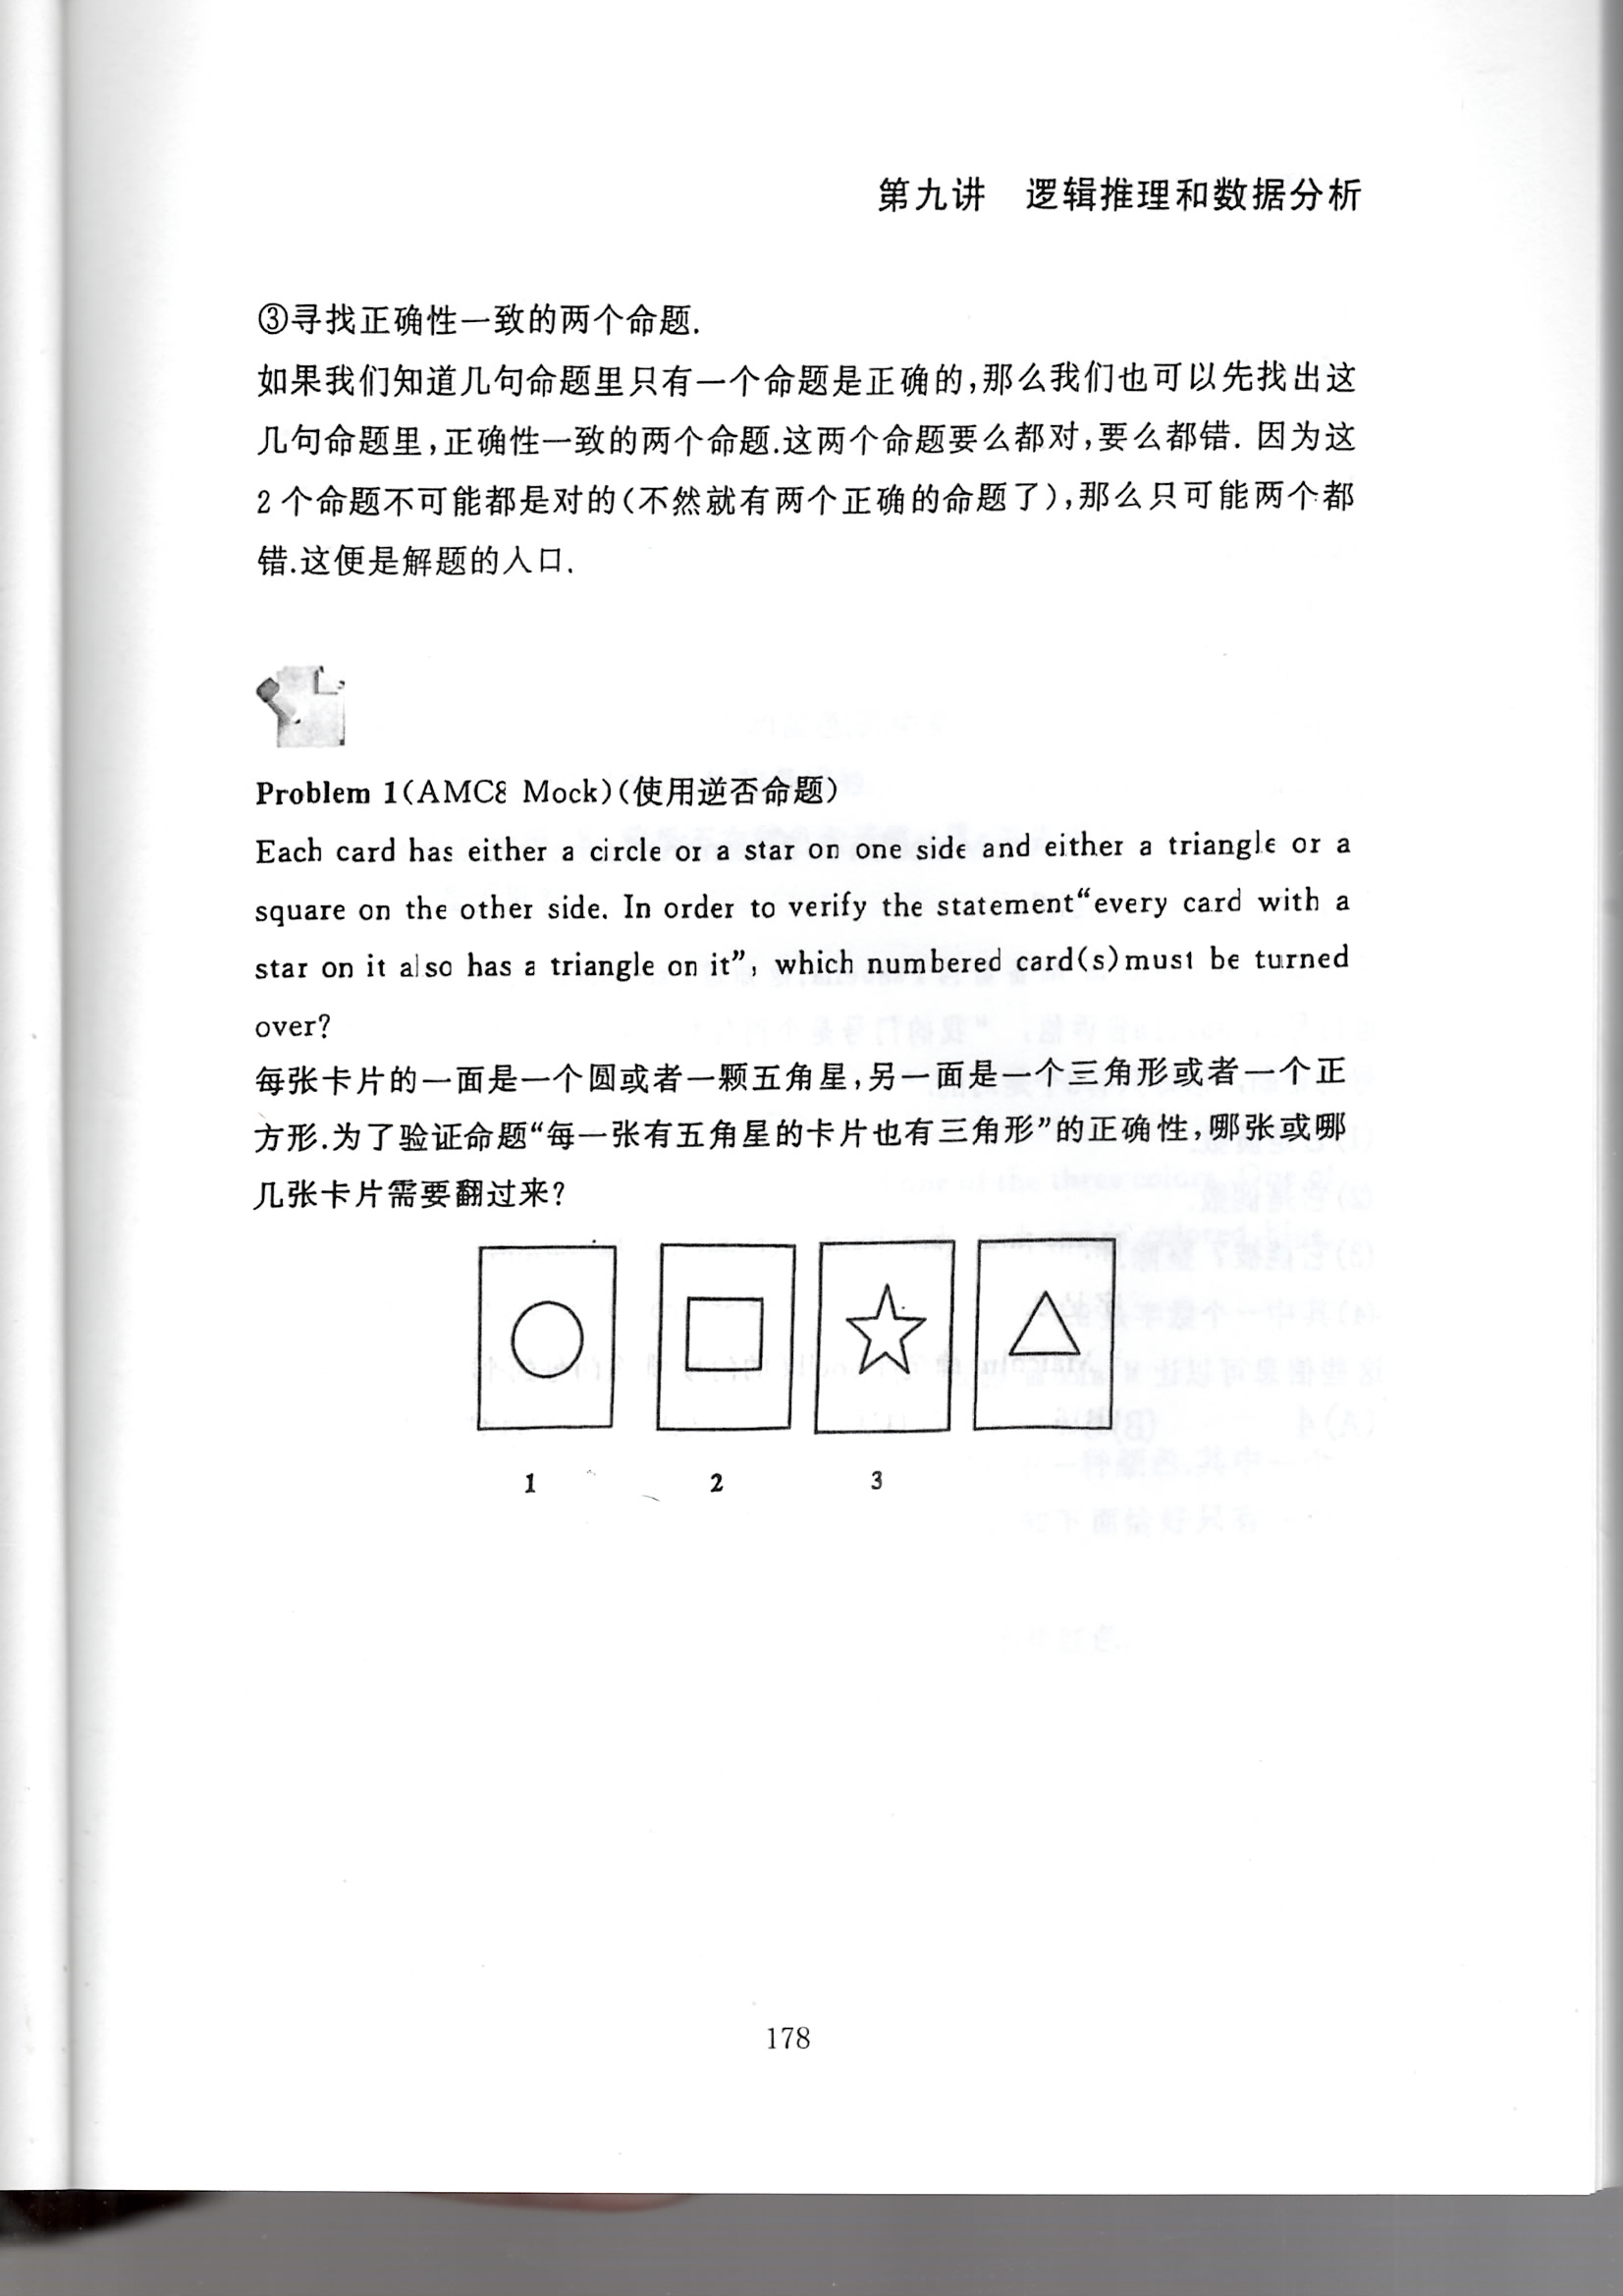 第九讲 逻辑推理和数据分析
③寻找正确性一致的两个命题.
如果我们知道几句命题里只有一个命题是正确的,那么我们也可以先找出这
几句命题里,正确性一致的两个命题.这两个命题要么都对,要么都错. 因为这
2 个命题不可能都是对的(不然就有两个正确的命题了),那么只可能两个都
错.这便是解题的入口.
Problem 1(AMC8 Mock)(使用逆否命题)
Each card has either a circle or a star on one side and either a triangle or a
square on the other side. In order to verify the statement“every card with a
star on it also has a triangle on it”, which numbered card(s)must be turned
over?
每张卡片的一面是一个圆或者一颗五角星,另一面是一个三角形或者一个正
方形.为了验证命题“每一张有五角星的卡片也有三角形”的正确性,哪张或哪
几张卡片需要翻过来?
1 2 3
178